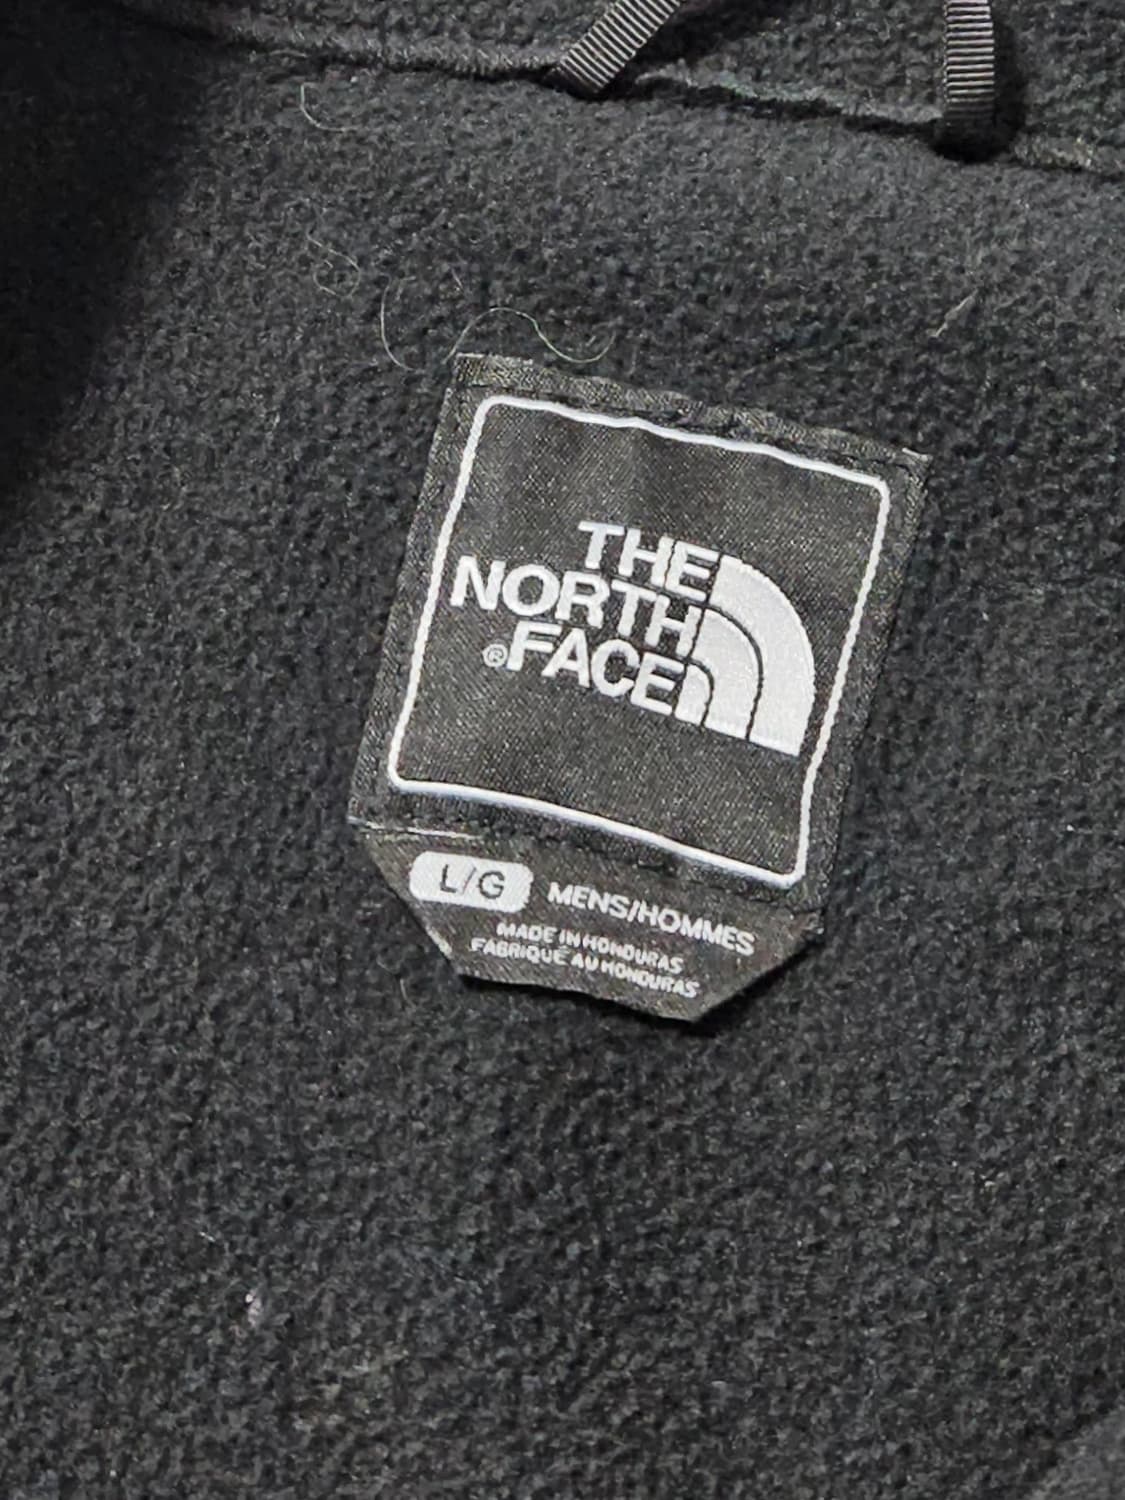 THE
NORTH
®FACE
L/G MENS/HOMMES
MADE IN HONDURAS
FABRIQUE AU HONDURAS